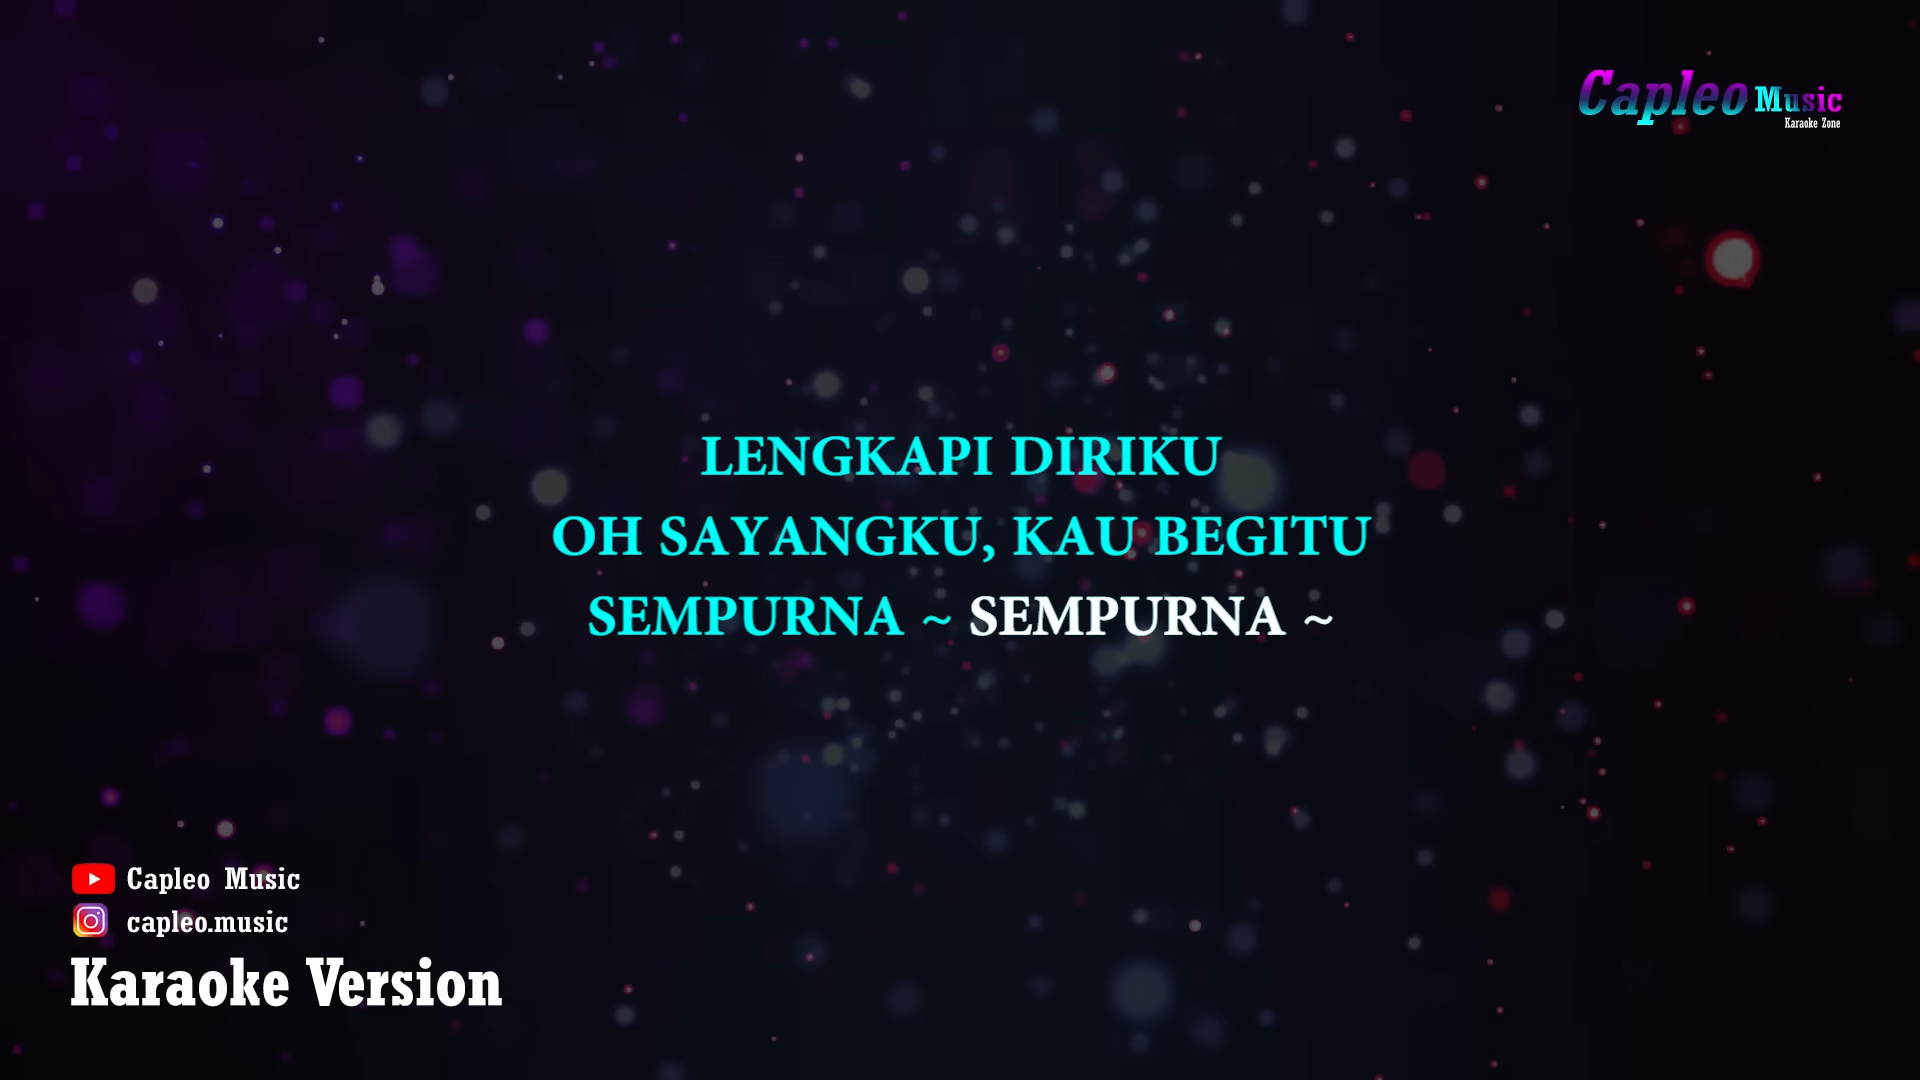 Capleo Music
Karaoke Zone
LENGKAPI DIRIKU
OH SAYANGKU, KAU BEGITU
SEMPURNA ~ SEMPURNA ~
Capleo Music
capleo.music
Karaoke Version